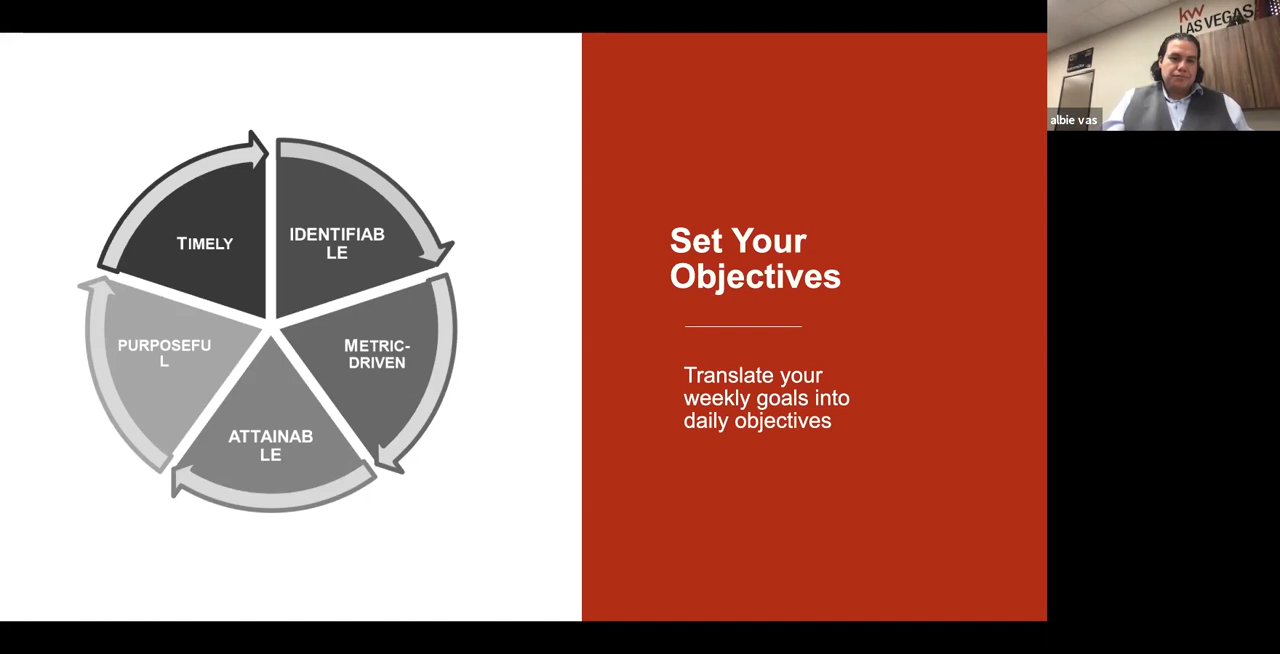 TIMELY
IDENTIFIAB
LE
METRIC-
DRIVEN
ATTAINAB
LE
PURPOSEFU
L
Set Your
Objectives
Translate your
weekly goals into
daily objectives
kw
LAS VEGAS
albie vas